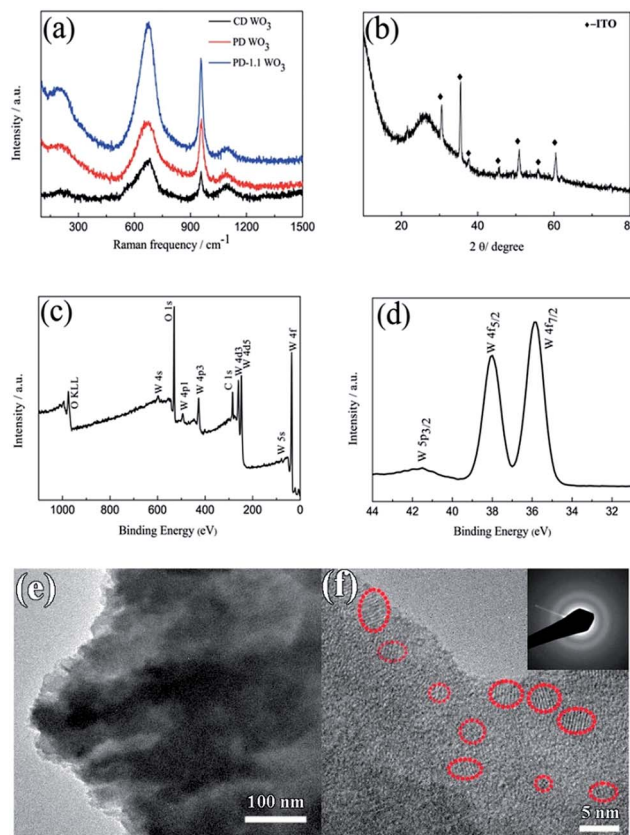 (a)
CD WO3
PD WO3
PD-1.1 WO3
Intensity / a.u.
300 600 900 1200 1500
Raman frequency / cm-1
(b)
♦-ITO
Intensity / a.u.
20 40 60 80
2 θ/ degree
(c)
O KLL
W 4s
O 1s
W 4p1
W 4p3
C 1s
W 4d3
W 4d5
W 5s
W 4f
Intensity / a.u.
1000 800 600 400 200 0
Binding Energy (eV)
(d)
W 5p3/2
W 4f5/2
W 4f7/2
Intensity / a.u.
44 42 40 38 36 34 32
Binding Energy (eV)
(e)
100 nm
(f)
5 nm